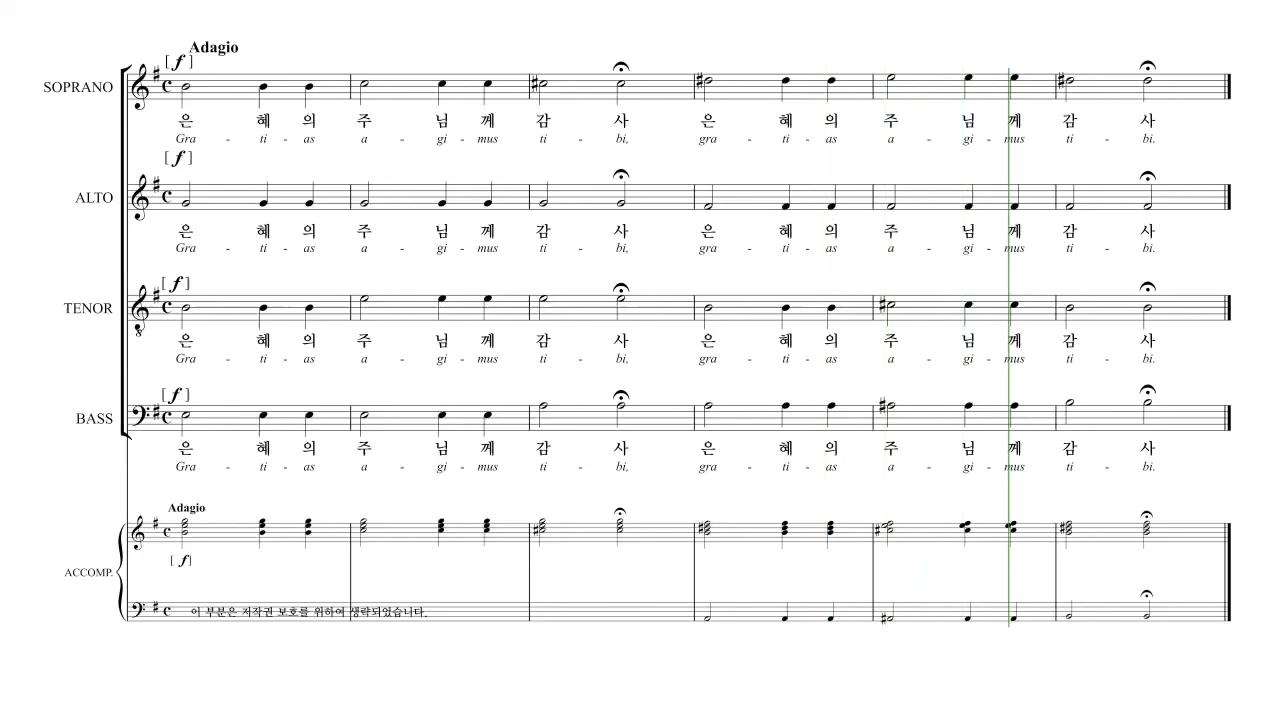 Adagio
[ f ]
SOPRANO
은 혜 의 주 님 께 감 사 은 혜 의 주 님 께 감 사
Gra - ti - as a - gi - mus ti - bi, gra - ti - as a - gi - mus ti - bi.
[ f ]
ALTO
은 혜 의 주 님 께 감 사 은 혜 의 주 님 께 감 사
Gra - ti - as a - gi - mus ti - bi, gra - ti - as a - gi - mus ti - bi.
[ f ]
TENOR
은 혜 의 주 님 께 감 사 은 혜 의 주 님 께 감 사
Gra - ti - as a - gi - mus ti - bi, gra - ti - as a - gi - mus ti - bi.
[ f ]
BASS
은 혜 의 주 님 께 감 사 은 혜 의 주 님 께 감 사
Gra - ti - as a - gi - mus ti - bi, gra - ti - as a - gi - mus ti - bi.
Adagio
[ f]
ACCOMP.
이 부분은 저작권 보호를 위하여 생략되었습니다.